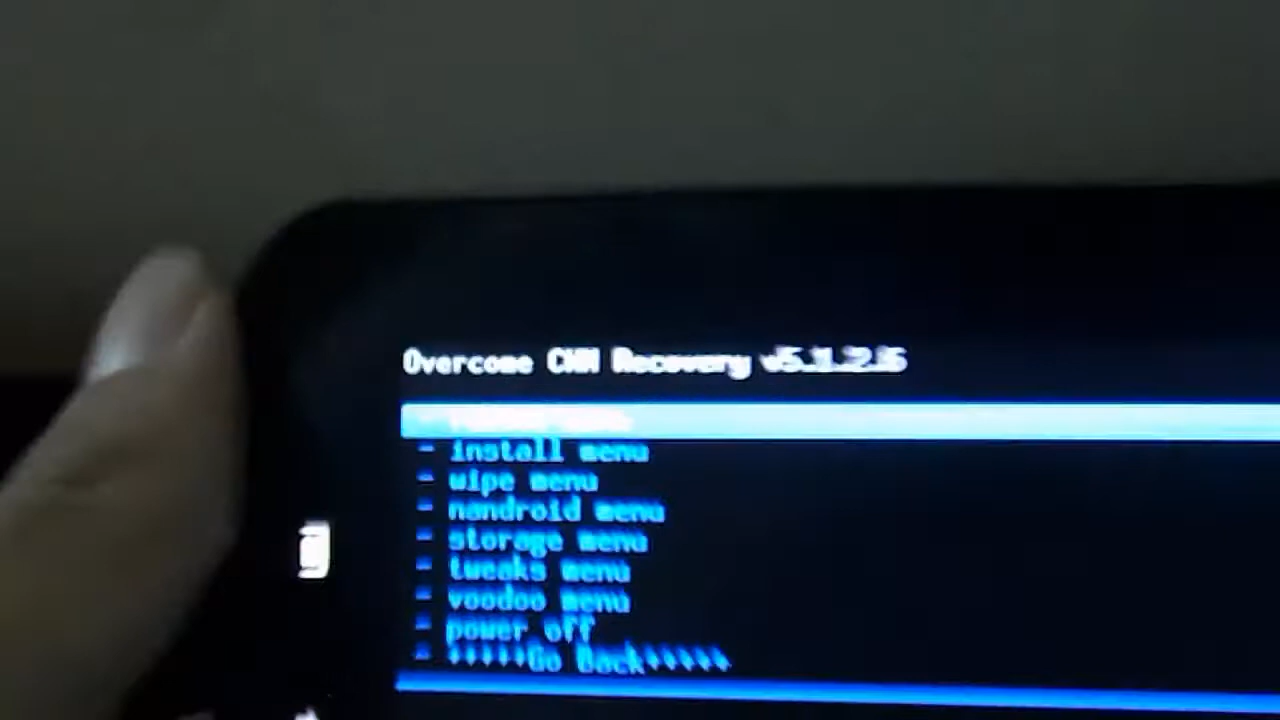 Overcome CWM Recovery v5.1.2.6
- install menu
- wipe menu
- nandroid menu
- storage menu
- tweaks menu
- voodoo menu
- power off
- +++++Go Back+++++